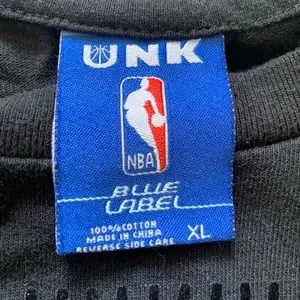 UNK
NBA
BLUE
LABEL
100% COTTON
MADE IN CHINA
REVERSE SIDE CARE
XL